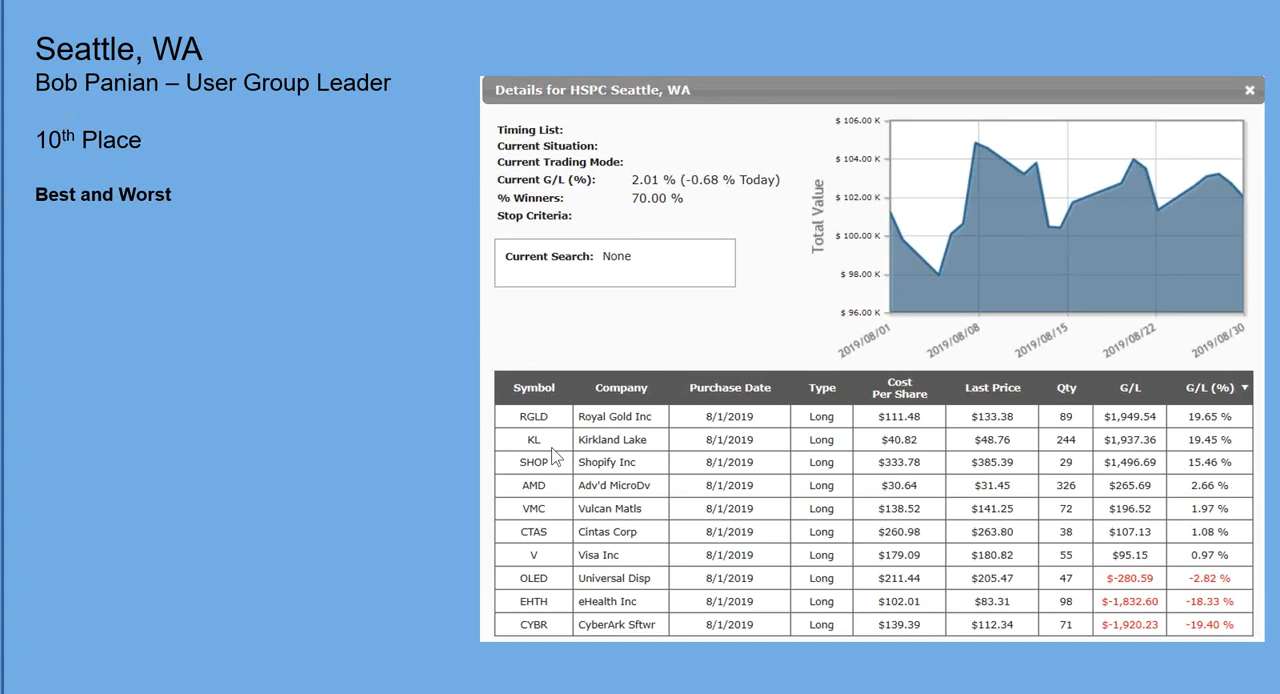 Seattle, WA
Bob Panian – User Group Leader
10th Place
Best and Worst
Details for HSPC Seattle, WA ×
Timing List:
Current Situation:
Current Trading Mode:
Current G/L (%): 2.01 % (-0.68 % Today)
% Winners: 70.00 %
Stop Criteria:
Current Search: None
Total Value
$ 106.00 K
$ 104.00 K
$ 102.00 K
$ 100.00 K
$ 98.00 K
$ 96.00 K
2019/08/01 2019/08/08 2019/08/15 2019/08/22 2019/08/30
Symbol Company Purchase Date Type Cost Per Share Last Price Qty G/L G/L (%) ▼
RGLD Royal Gold Inc 8/1/2019 Long $111.48 $133.38 89 $1,949.54 19.65 %
KL Kirkland Lake 8/1/2019 Long $40.82 $48.76 244 $1,937.36 19.45 %
SHOP Shopify Inc 8/1/2019 Long $333.78 $385.39 29 $1,496.69 15.46 %
AMD Adv'd MicroDv 8/1/2019 Long $30.64 $31.45 326 $265.69 2.66 %
VMC Vulcan Matls 8/1/2019 Long $138.52 $141.25 72 $196.52 1.97 %
CTAS Cintas Corp 8/1/2019 Long $260.98 $263.80 38 $107.13 1.08 %
V Visa Inc 8/1/2019 Long $179.09 $180.82 55 $95.15 0.97 %
OLED Universal Disp 8/1/2019 Long $211.44 $205.47 47 $-280.59 -2.82 %
EHTH eHealth Inc 8/1/2019 Long $102.01 $83.31 98 $-1,832.60 -18.33 %
CYBR CyberArk Sftwr 8/1/2019 Long $139.39 $112.34 71 $-1,920.23 -19.40 %